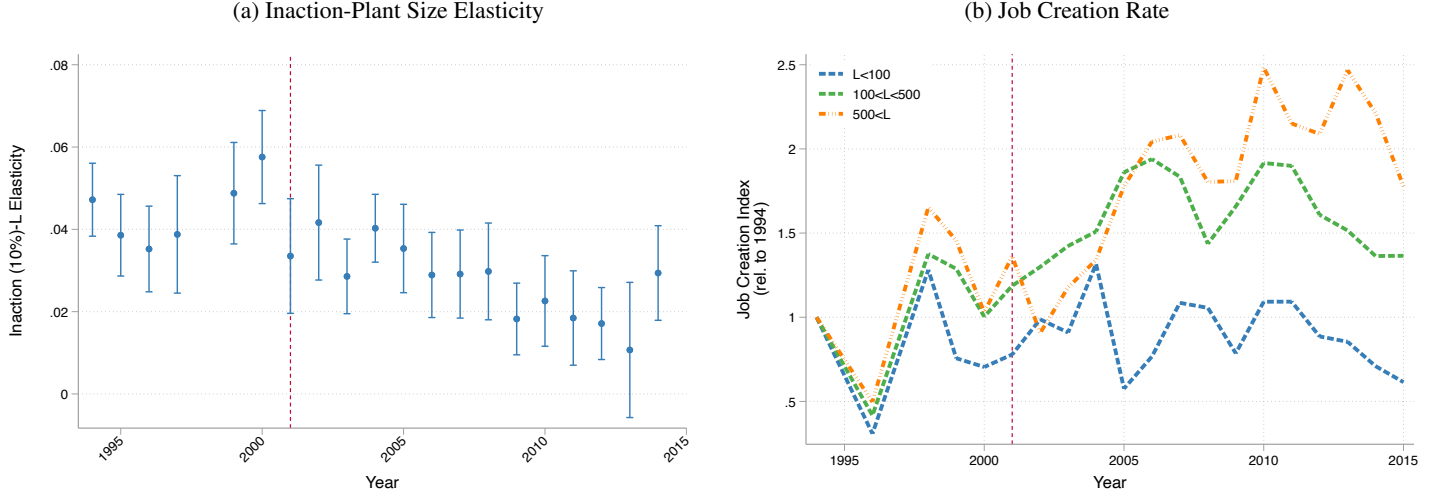 (a) Inaction-Plant Size Elasticity
Inaction (10%)-L Elasticity
.08
.06
.04
.02
0
1995
2000
2005
2010
2015
Year
(b) Job Creation Rate
Job Creation Index
(rel. to 1994)
2.5
2
1.5
1
.5
L<100
100<L<500
500<L
1995
2000
2005
2010
2015
Year